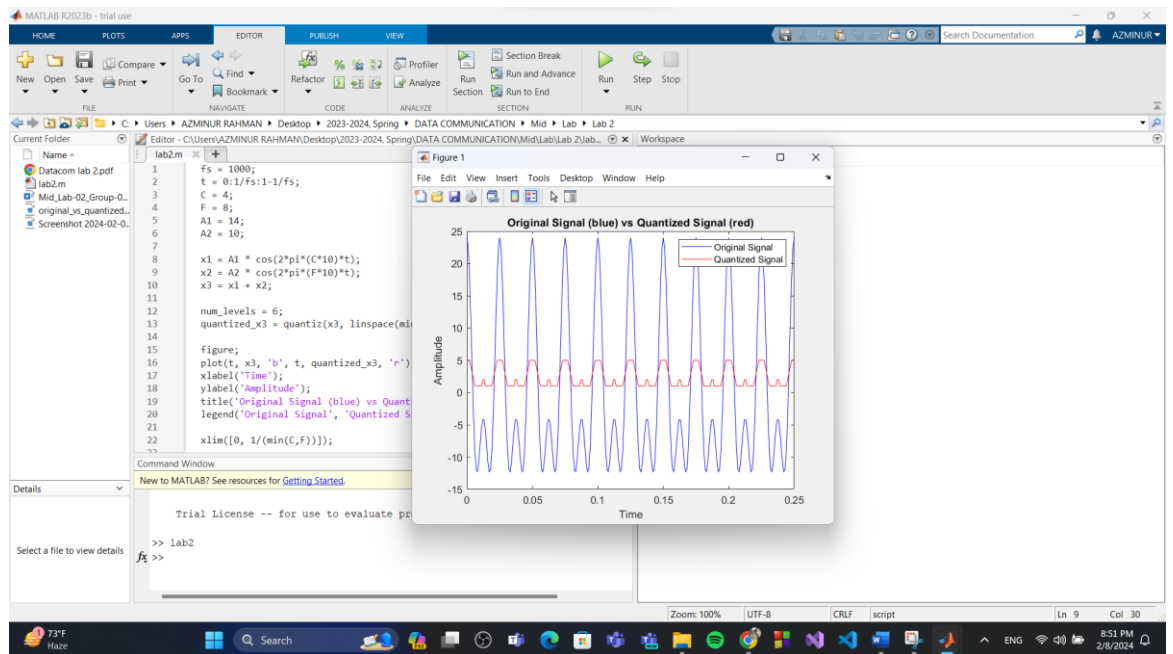 MATLAB R2023b - trial use
HOME PLOTS APPS EDITOR PUBLISH VIEW
Search Documentation
AZMINUR
New Open Save Compare Print
Go To Find Bookmark
Refactor
Profiler Analyze
Run Section
Section Break
Run and Advance
Run to End
Run Step Stop
FILE NAVIGATE CODE ANALYZE SECTION RUN
C: Users AZMINUR RAHMAN Desktop 2023-2024, Spring DATA COMMUNICATION Mid Lab Lab 2
Current Folder
Name
Datacom lab 2.pdf
lab2.m
Mid_Lab-02_Group-0...
original_vs_quantized...
Screenshot 2024-02-0...
Details
Select a file to view details
Editor - C:\Users\AZMINUR RAHMAN\Desktop\2023-2024, Spring\DATA COMMUNICATION\Mid\Lab\Lab 2\lab...
lab2.m
1 fs = 1000;
2 t = 0:1/fs:1-1/fs;
3 C = 4;
4 F = 8;
5 A1 = 14;
6 A2 = 10;
7
8 x1 = A1 * cos(2*pi*(C*10)*t);
9 x2 = A2 * cos(2*pi*(F*10)*t);
10 x3 = x1 + x2;
11
12 num_levels = 6;
13 quantized_x3 = quantiz(x3, linspace(mi
14
15 figure;
16 plot(t, x3, 'b', t, quantized_x3, 'r')
17 xlabel('Time');
18 ylabel('Amplitude');
19 title('Original Signal (blue) vs Quant
20 legend('Original Signal', 'Quantized S
21
22 xlim([0, 1/(min(C,F))]);
Command Window
New to MATLAB? See resources for Getting Started.
Trial License -- for use to evaluate pr
>> lab2
fx >>
Workspace
Figure 1
File Edit View Insert Tools Desktop Window Help
Original Signal (blue) vs Quantized Signal (red)
Original Signal
Quantized Signal
25
20
15
10
5
0
-5
-10
-15
Amplitude
0 0.05 0.1 0.15 0.2 0.25
Time
Zoom: 100% UTF-8 CRLF script Ln 9 Col 30
73°F
Haze
Search
ENG
8:51 PM
2/8/2024